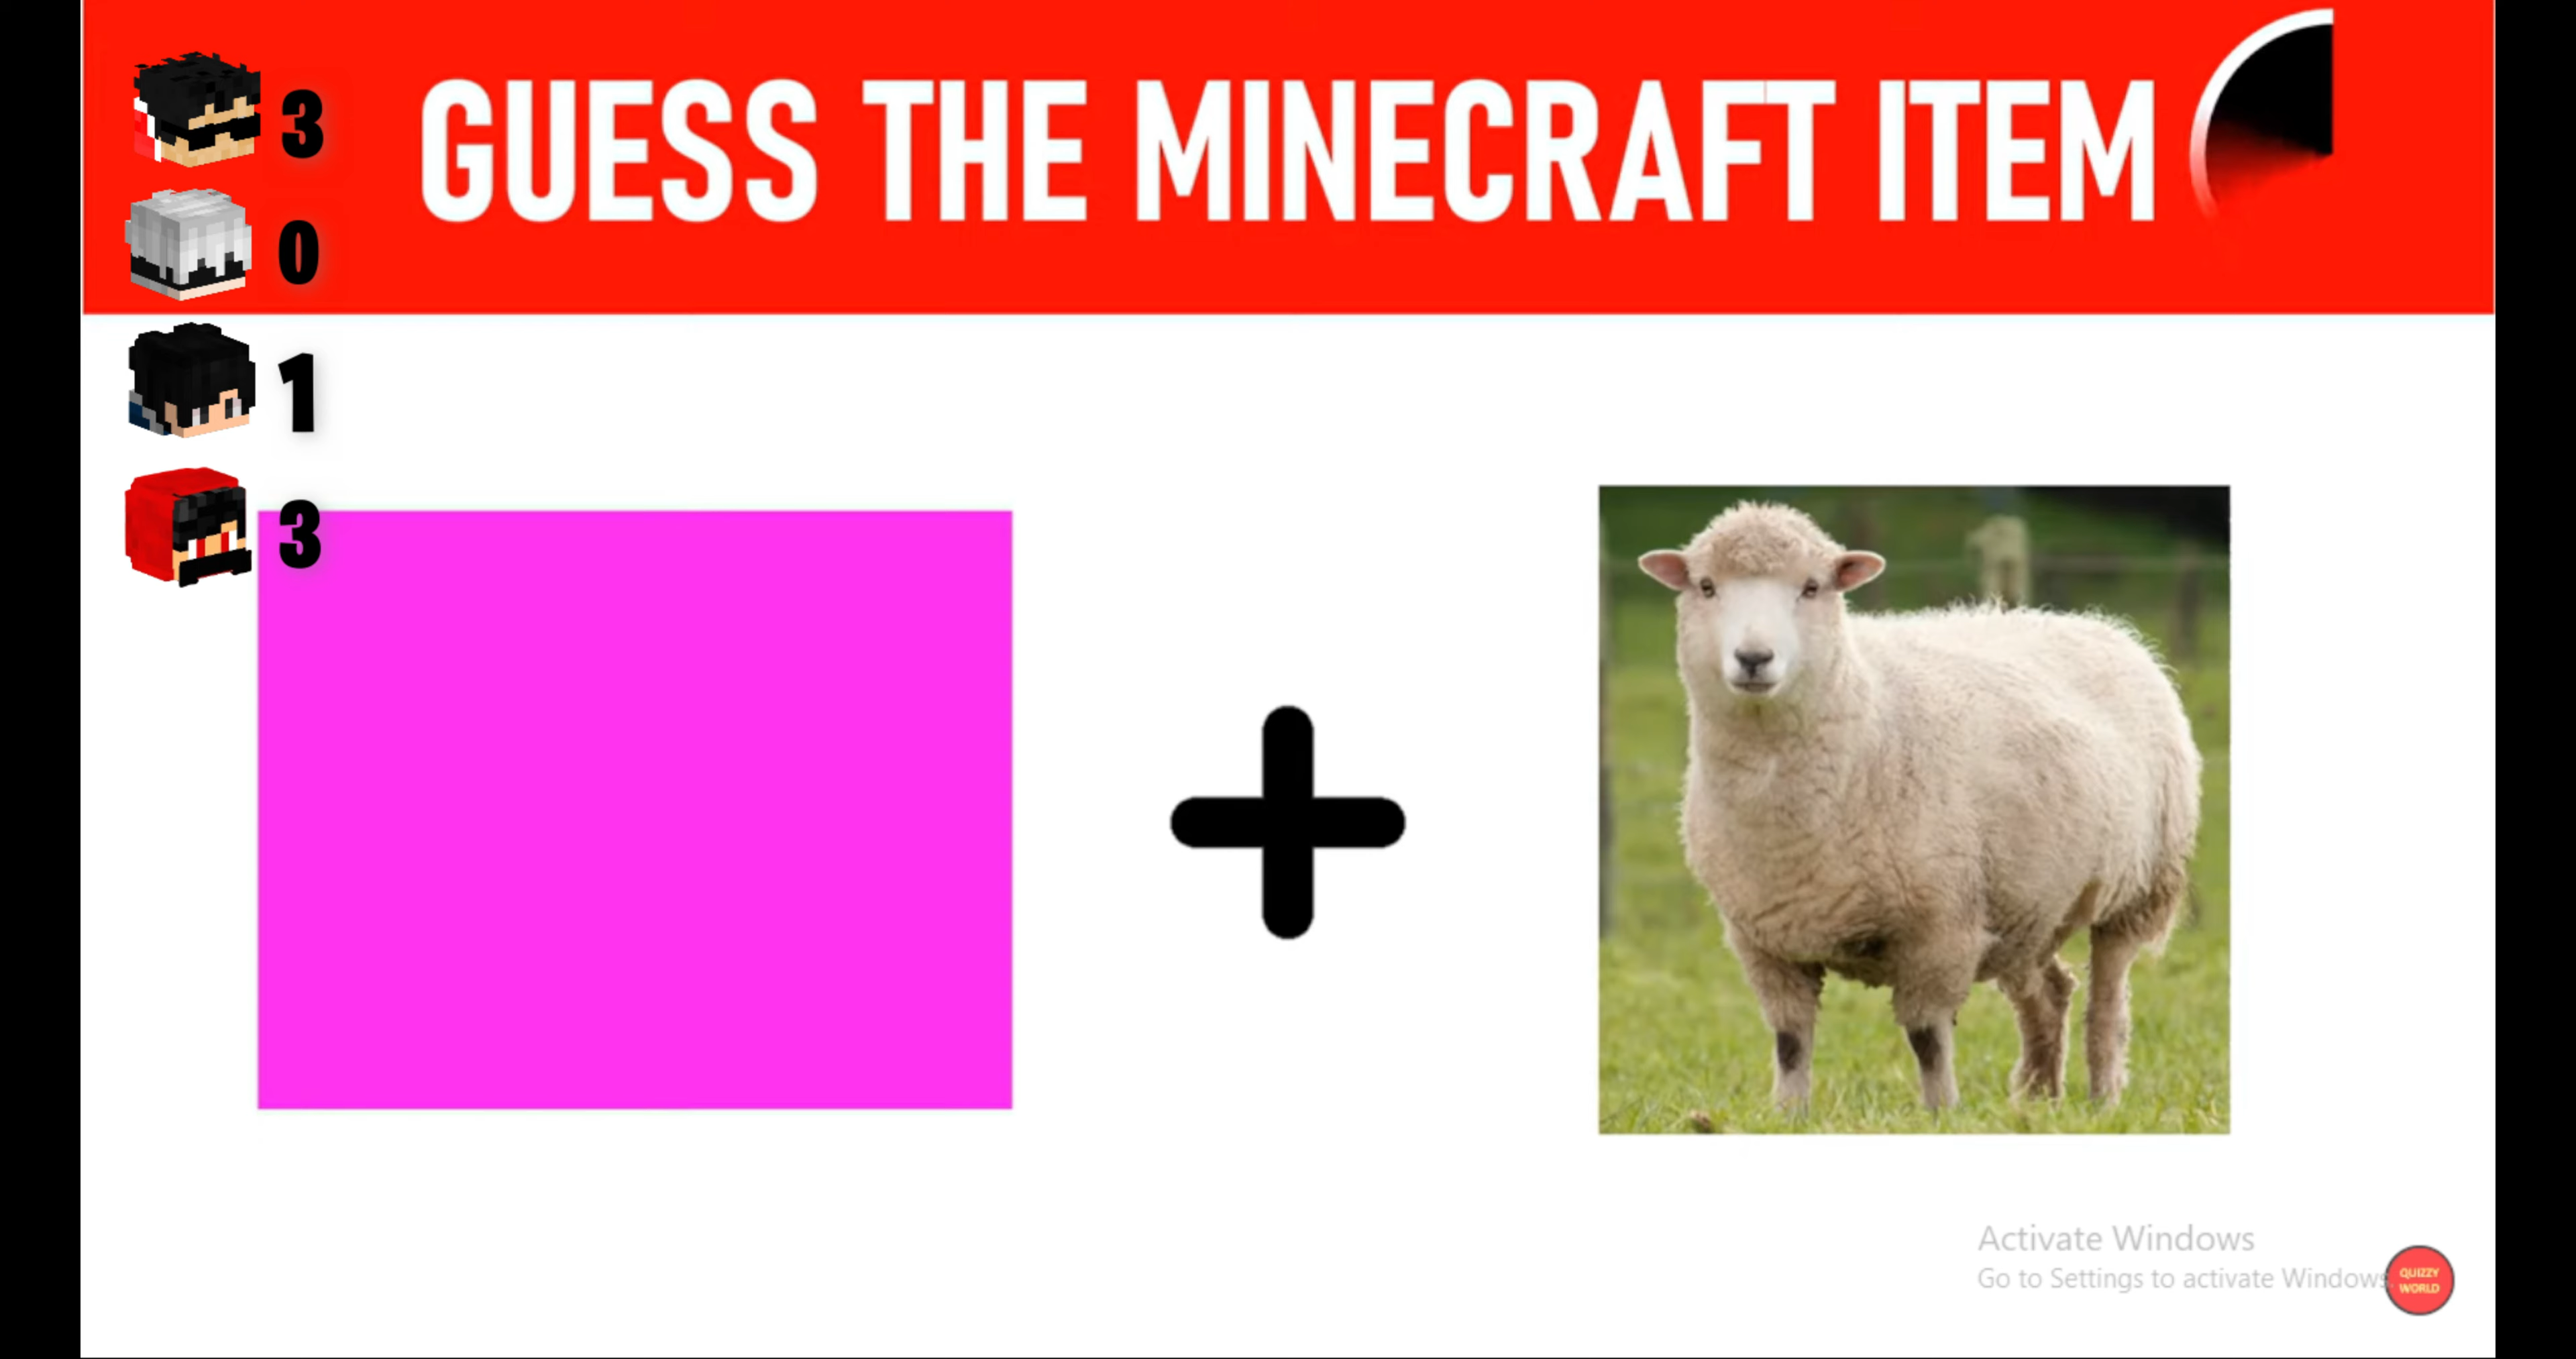 GUESS THE MINECRAFT ITEM
3
0
1
3
Activate Windows
Go to Settings to activate Windows.
QUIZZY
WORLD